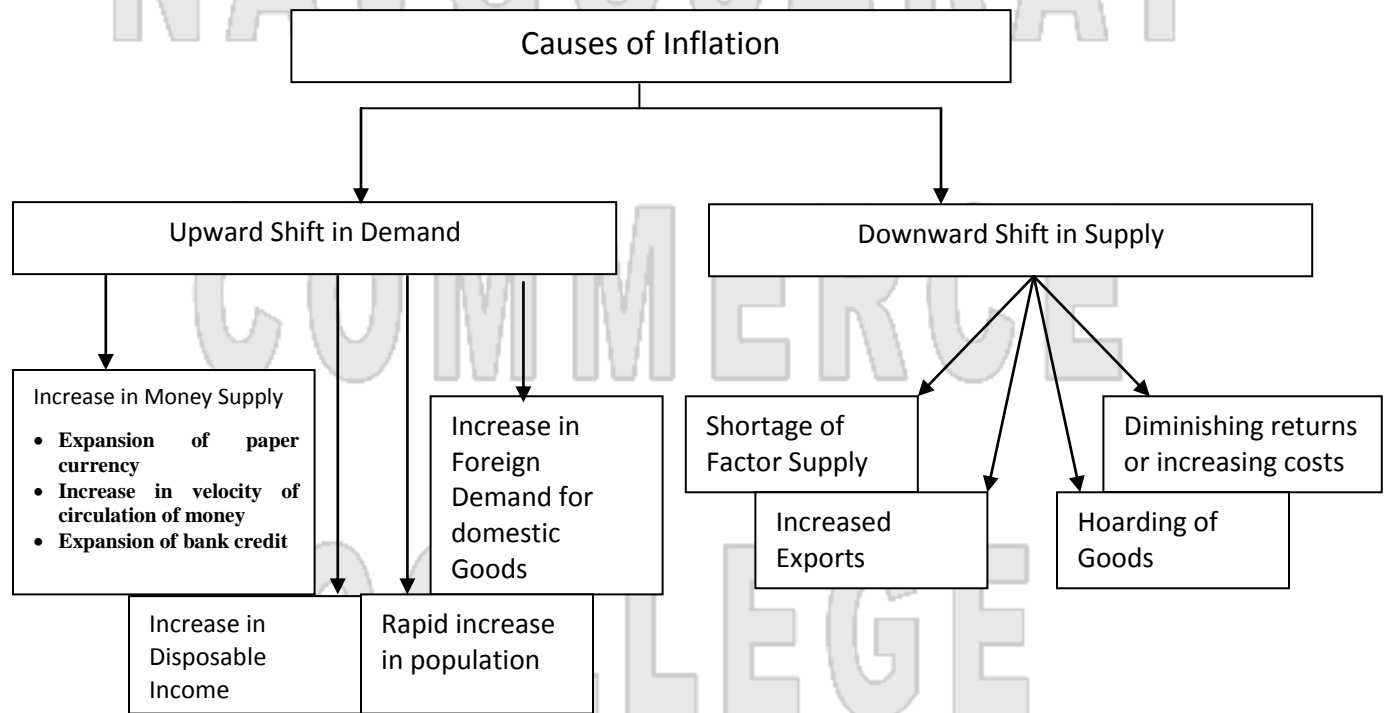 Causes of Inflation
Upward Shift in Demand
Downward Shift in Supply
Increase in Money Supply
• Expansion of paper
currency
• Increase in velocity of
circulation of money
• Expansion of bank credit
Increase in
Foreign
Demand for
domestic
Goods
Increase in
Disposable
Income
Rapid increase
in population
Shortage of
Factor Supply
Increased
Exports
Hoarding of
Goods
Diminishing returns
or increasing costs
COMMERCE